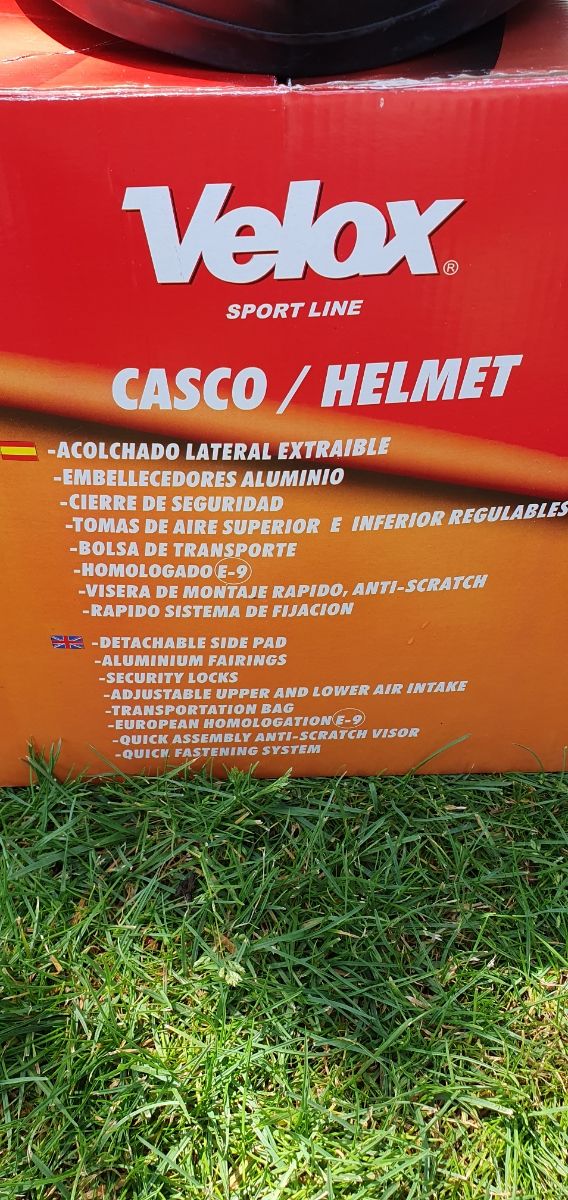 Velox®
SPORT LINE
CASCO / HELMET
-ACOLCHADO LATERAL EXTRAIBLE
-EMBELLECEDORES ALUMINIO
-CIERRE DE SEGURIDAD
-TOMAS DE AIRE SUPERIOR E INFERIOR REGULABLES
-BOLSA DE TRANSPORTE
-HOMOLOGADO E-9
-VISERA DE MONTAJE RAPIDO, ANTI-SCRATCH
-RAPIDO SISTEMA DE FIJACION
-DETACHABLE SIDE PAD
-ALUMINIUM FAIRINGS
-SECURITY LOCKS
-ADJUSTABLE UPPER AND LOWER AIR INTAKE
-TRANSPORTATION BAG
-EUROPEAN HOMOLOGATION E-9
-QUICK ASSEMBLY ANTI-SCRATCH VISOR
-QUICK FASTENING SYSTEM